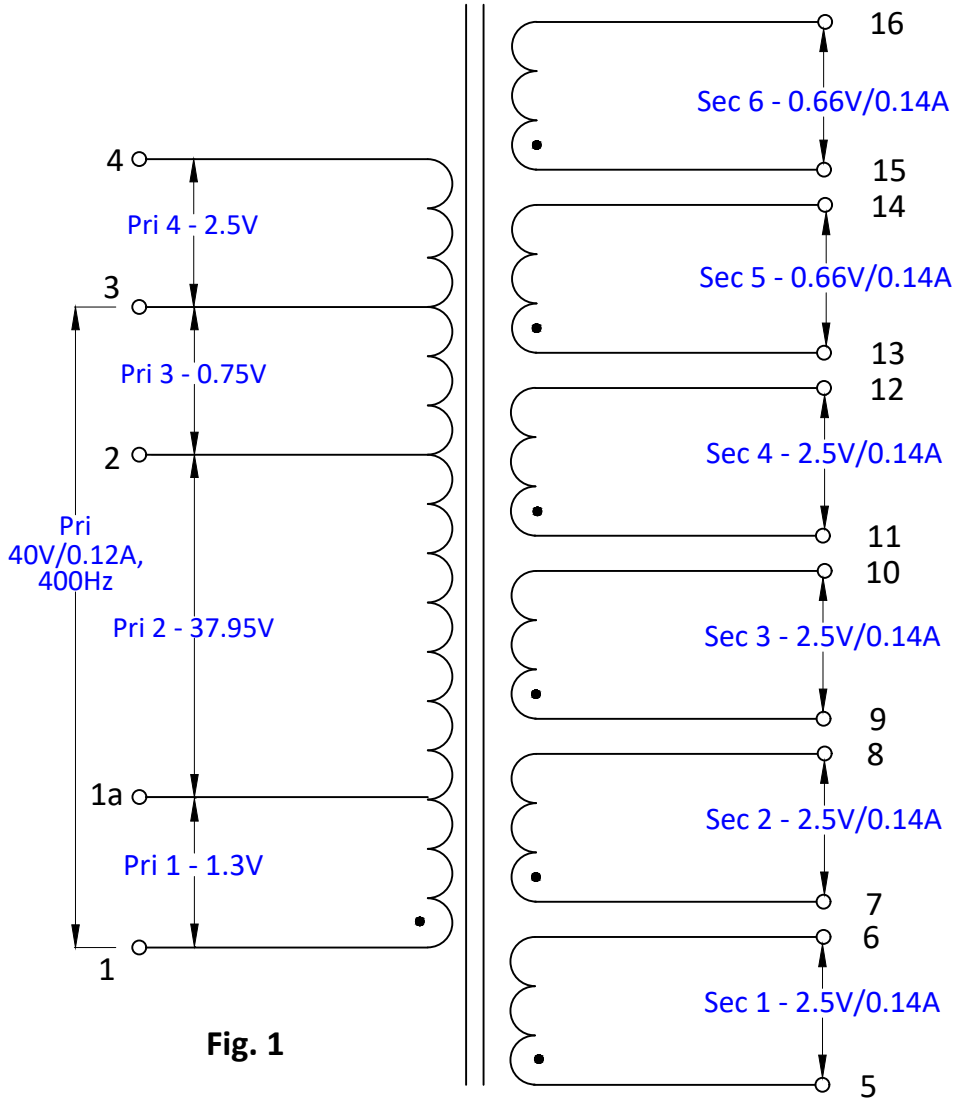 4
Pri 4 - 2.5V
3
Pri 3 - 0.75V
2
Pri
40V/0.12A,
400Hz
Pri 2 - 37.95V
1a
Pri 1 - 1.3V
1
Fig. 1
16
Sec 6 - 0.66V/0.14A
15
14
Sec 5 - 0.66V/0.14A
13
12
Sec 4 - 2.5V/0.14A
11
10
Sec 3 - 2.5V/0.14A
9
8
Sec 2 - 2.5V/0.14A
7
6
Sec 1 - 2.5V/0.14A
5